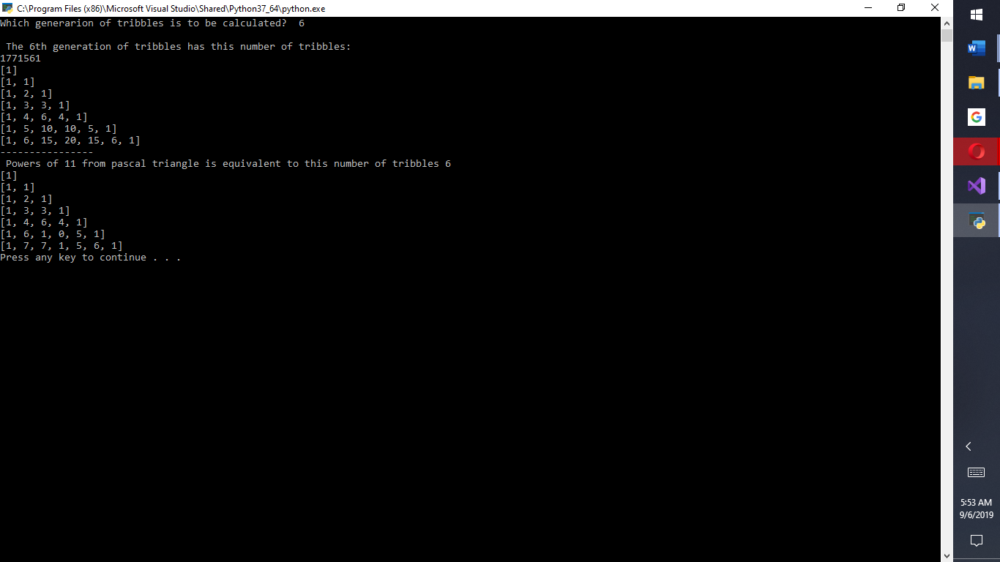 C:\Program Files (x86)\Microsoft Visual Studio\Shared\Python37_64\python.exe
Which generarion of tribbles is to be calculated?  6
The 6th generation of tribbles has this number of tribbles:
1771561
[1]
[1, 1]
[1, 2, 1]
[1, 3, 3, 1]
[1, 4, 6, 4, 1]
[1, 5, 10, 10, 5, 1]
[1, 6, 15, 20, 15, 6, 1]
----------------
Powers of 11 from pascal triangle is equivalent to this number of tribbles 6
[1]
[1, 1]
[1, 2, 1]
[1, 3, 3, 1]
[1, 4, 6, 4, 1]
[1, 6, 1, 0, 5, 1]
[1, 7, 7, 1, 5, 6, 1]
Press any key to continue . . .
W
G
5:53 AM
9/6/2019